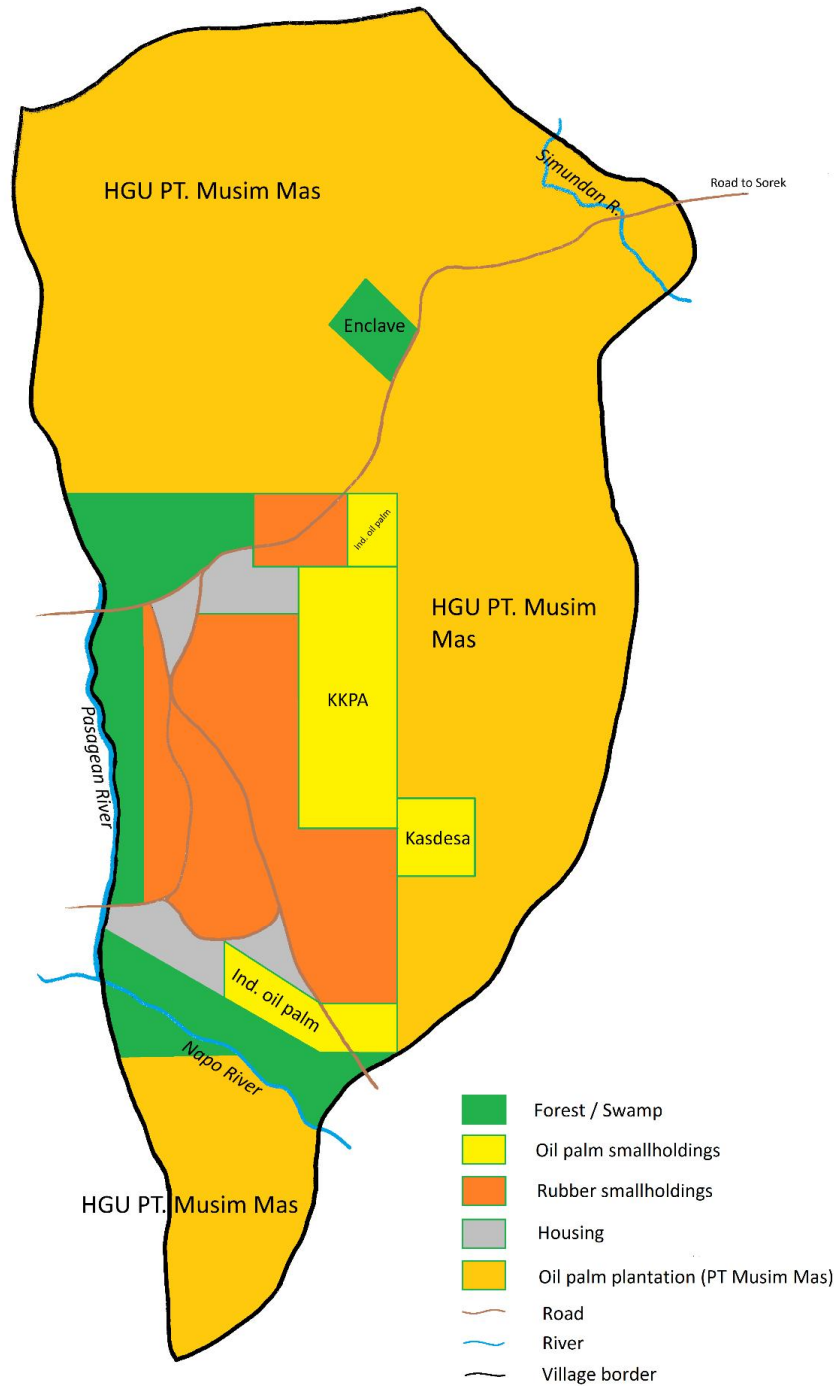 HGU PT. Musim Mas
Simundan R.
Road to Sorek
Enclave
Ind. oil palm
HGU PT. Musim
Mas
KKPA
Pasagean River
Kasdesa
Ind. oil palm
Napo River
HGU PT. Musim Mas
Forest / Swamp
Oil palm smallholdings
Rubber smallholdings
Housing
Oil palm plantation (PT Musim Mas)
Road
River
Village border